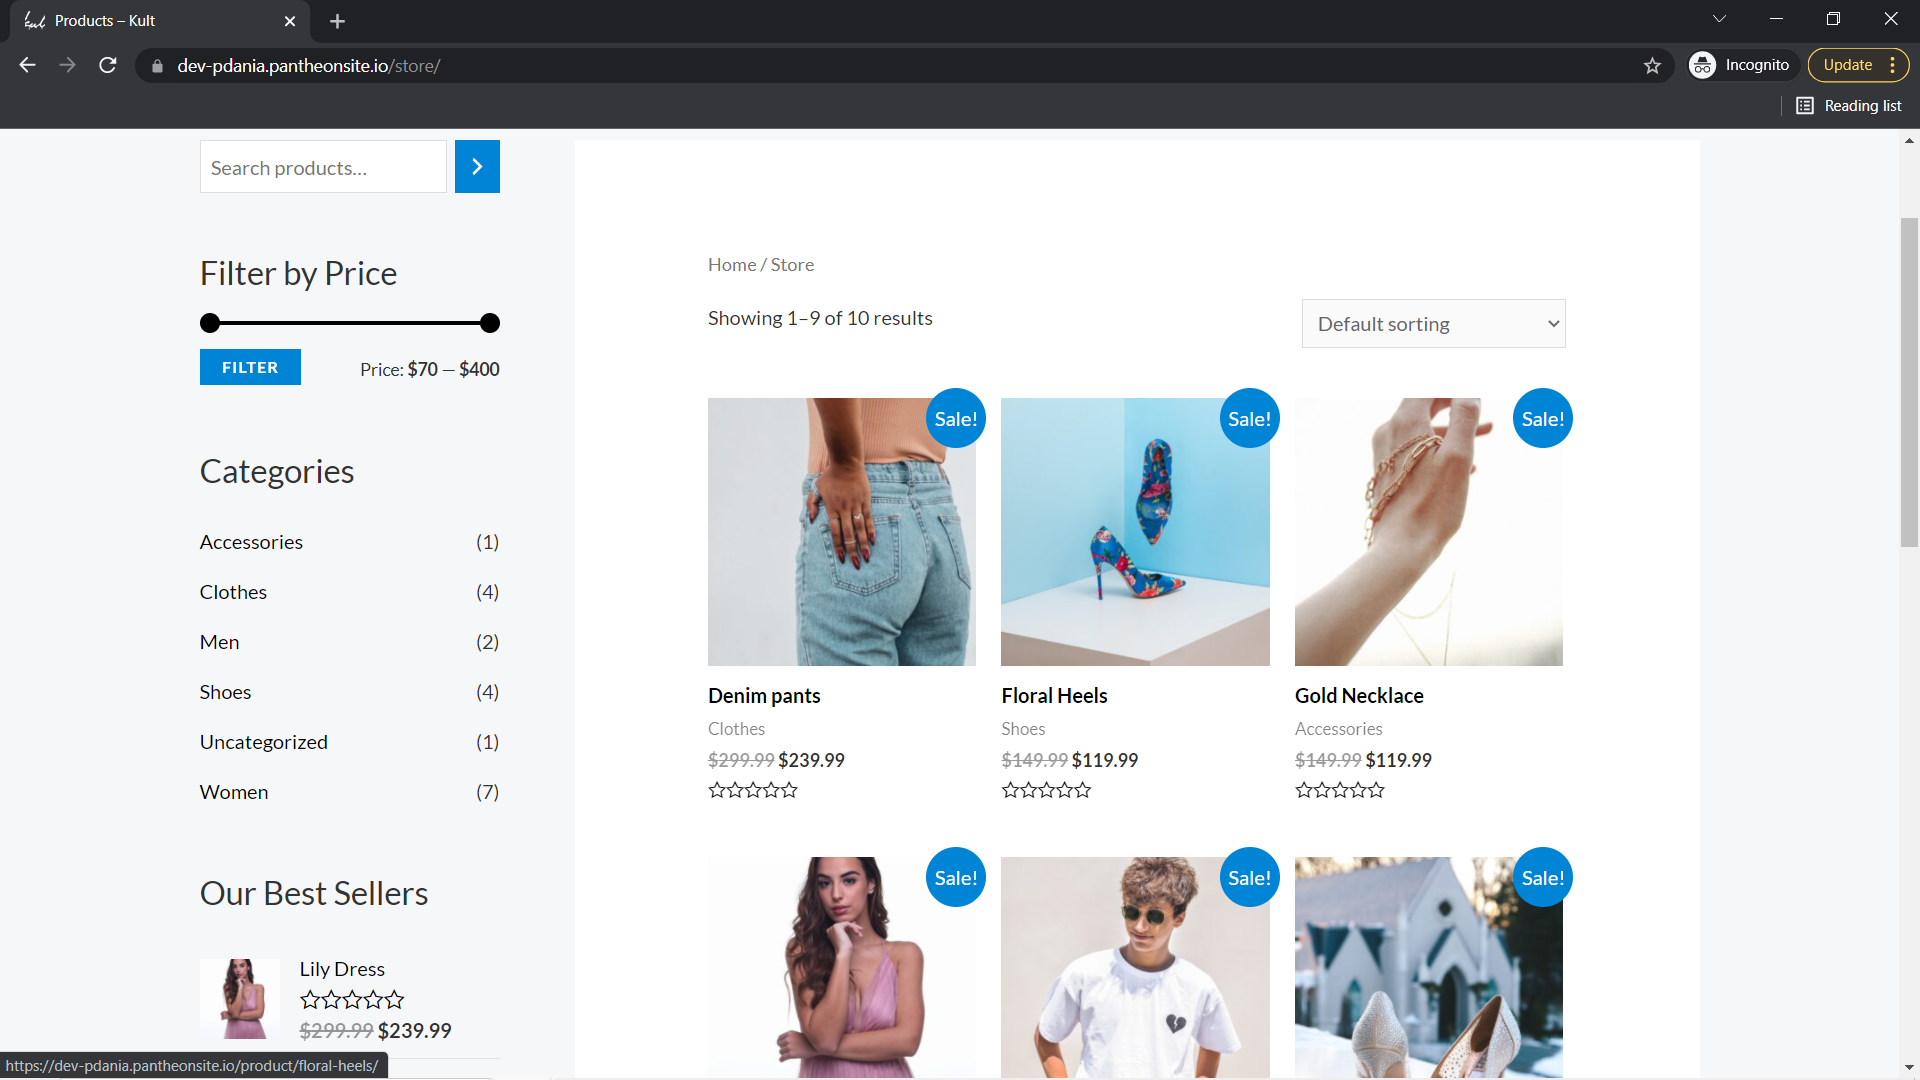 Products – Kult
dev-pdania.pantheonsite.io/store/
Incognito
Update
Reading list
Search products...
Filter by Price
FILTER
Price: $70 — $400
Categories
Accessories (1)
Clothes (4)
Men (2)
Shoes (4)
Uncategorized (1)
Women (7)
Our Best Sellers
Lily Dress
$299.99 $239.99
Home / Store
Showing 1–9 of 10 results
Default sorting
Sale!
Sale!
Sale!
Denim pants
Clothes
$299.99 $239.99
Floral Heels
Shoes
$149.99 $119.99
Gold Necklace
Accessories
$149.99 $119.99
Sale!
Sale!
Sale!
https://dev-pdania.pantheonsite.io/product/floral-heels/